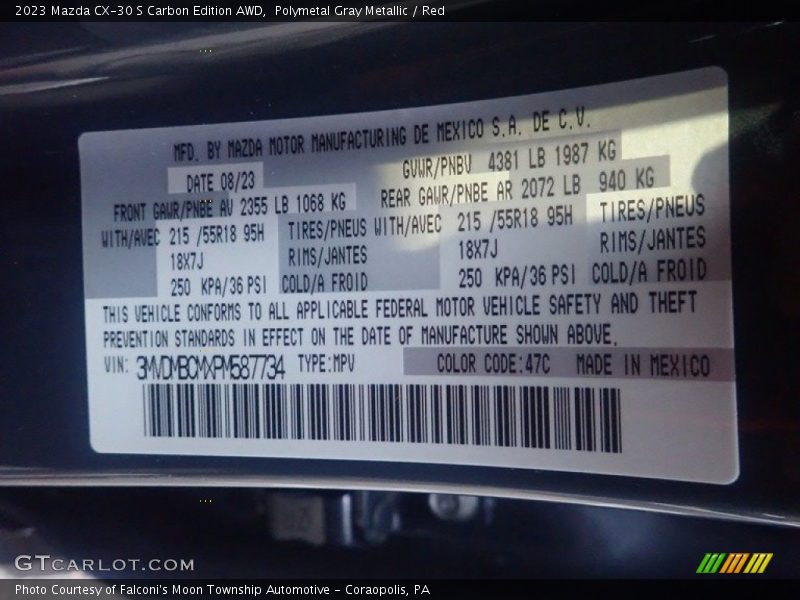 2023 Mazda CX-30 S Carbon Edition AWD, Polymetal Gray Metallic / Red
MFD. BY MAZDA MOTOR MANUFACTURING DE MEXICO S.A. DE C.V.
DATE 08/23 GVWR/PNBV 4381 LB 1987 KG
FRONT GAWR/PNBE AV 2355 LB 1068 KG REAR GAWR/PNBE AR 2072 LB 940 KG
WITH/AVEC 215 /55R18 95H TIRES/PNEUS WITH/AVEC 215 /55R18 95H TIRES/PNEUS
18X7J RIMS/JANTES 18X7J RIMS/JANTES
250 KPA/36 PSI COLD/A FROID 250 KPA/36 PSI COLD/A FROID
THIS VEHICLE CONFORMS TO ALL APPLICABLE FEDERAL MOTOR VEHICLE SAFETY AND THEFT
PREVENTION STANDARDS IN EFFECT ON THE DATE OF MANUFACTURE SHOWN ABOVE.
VIN: 3MVDMBCMXPM587734 TYPE:MPV COLOR CODE:47C MADE IN MEXICO
GTCARLOT.COM
Photo Courtesy of Falconi's Moon Township Automotive - Coraopolis, PA